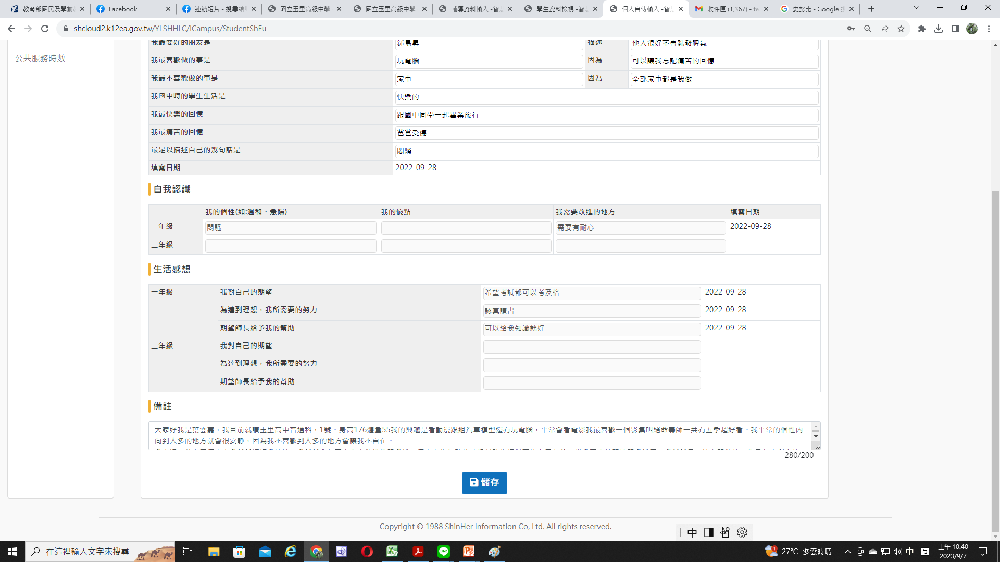 教育部國民及學前
Facebook
連續短片 - 搜尋結
國立玉里高級中學
國立玉里高級中學
輔導資料輸入 -智
學生資料檢視 -智
個人自傳輸入 -智
收件匣 (1,367) - te
史努比 - Google
shcloud2.k12ea.gov.tw/YLSHHLC/ICampus/StudentShFu
公共服務時數
我最要好的朋友是 鍾易昇 描述 他人很好不會亂發脾氣
我最喜歡做的事是 玩電腦 因為 可以讓我忘記痛苦的回憶
我最不喜歡做的事是 家事 因為 全部家事都是我做
我國中時的學生生活是 快樂的
我最快樂的回憶 跟國中同學一起畢業旅行
我最痛苦的回憶 爸爸受傷
最足以描述自己的幾句話是 悶騷
填寫日期 2022-09-28
自我認識
我的個性(如:溫和、急躁) 我的優點 我需要改進的地方 填寫日期
一年級 悶騷 需要有耐心 2022-09-28
二年級
生活感想
一年級 我對自己的期望 希望考試都可以考及格 2022-09-28
為達到理想，我所需要的努力 認真讀書 2022-09-28
期望師長給予我的幫助 可以給我知識就好 2022-09-28
二年級 我對自己的期望
為達到理想，我所需要的努力
期望師長給予我的幫助
備註
大家好我是葉雲嘉，我目前就讀玉里高中普通科，1號。身高176體重55我的興趣是看動漫跟組汽車模型還有玩電腦，平常會看電影我最喜歡一個影集叫絕命毒師一共有五季超好看。我平常的個性內
向到人多的地方就會很安靜，因為我不喜歡到人多的地方會讓我不自在。
280/200
儲存
Copyright © 1988 ShinHer Information Co, Ltd. All rights reserved.
中
在這裡輸入文字來搜尋
27°C 多雲時晴
中
上午 10:40
2023/9/7